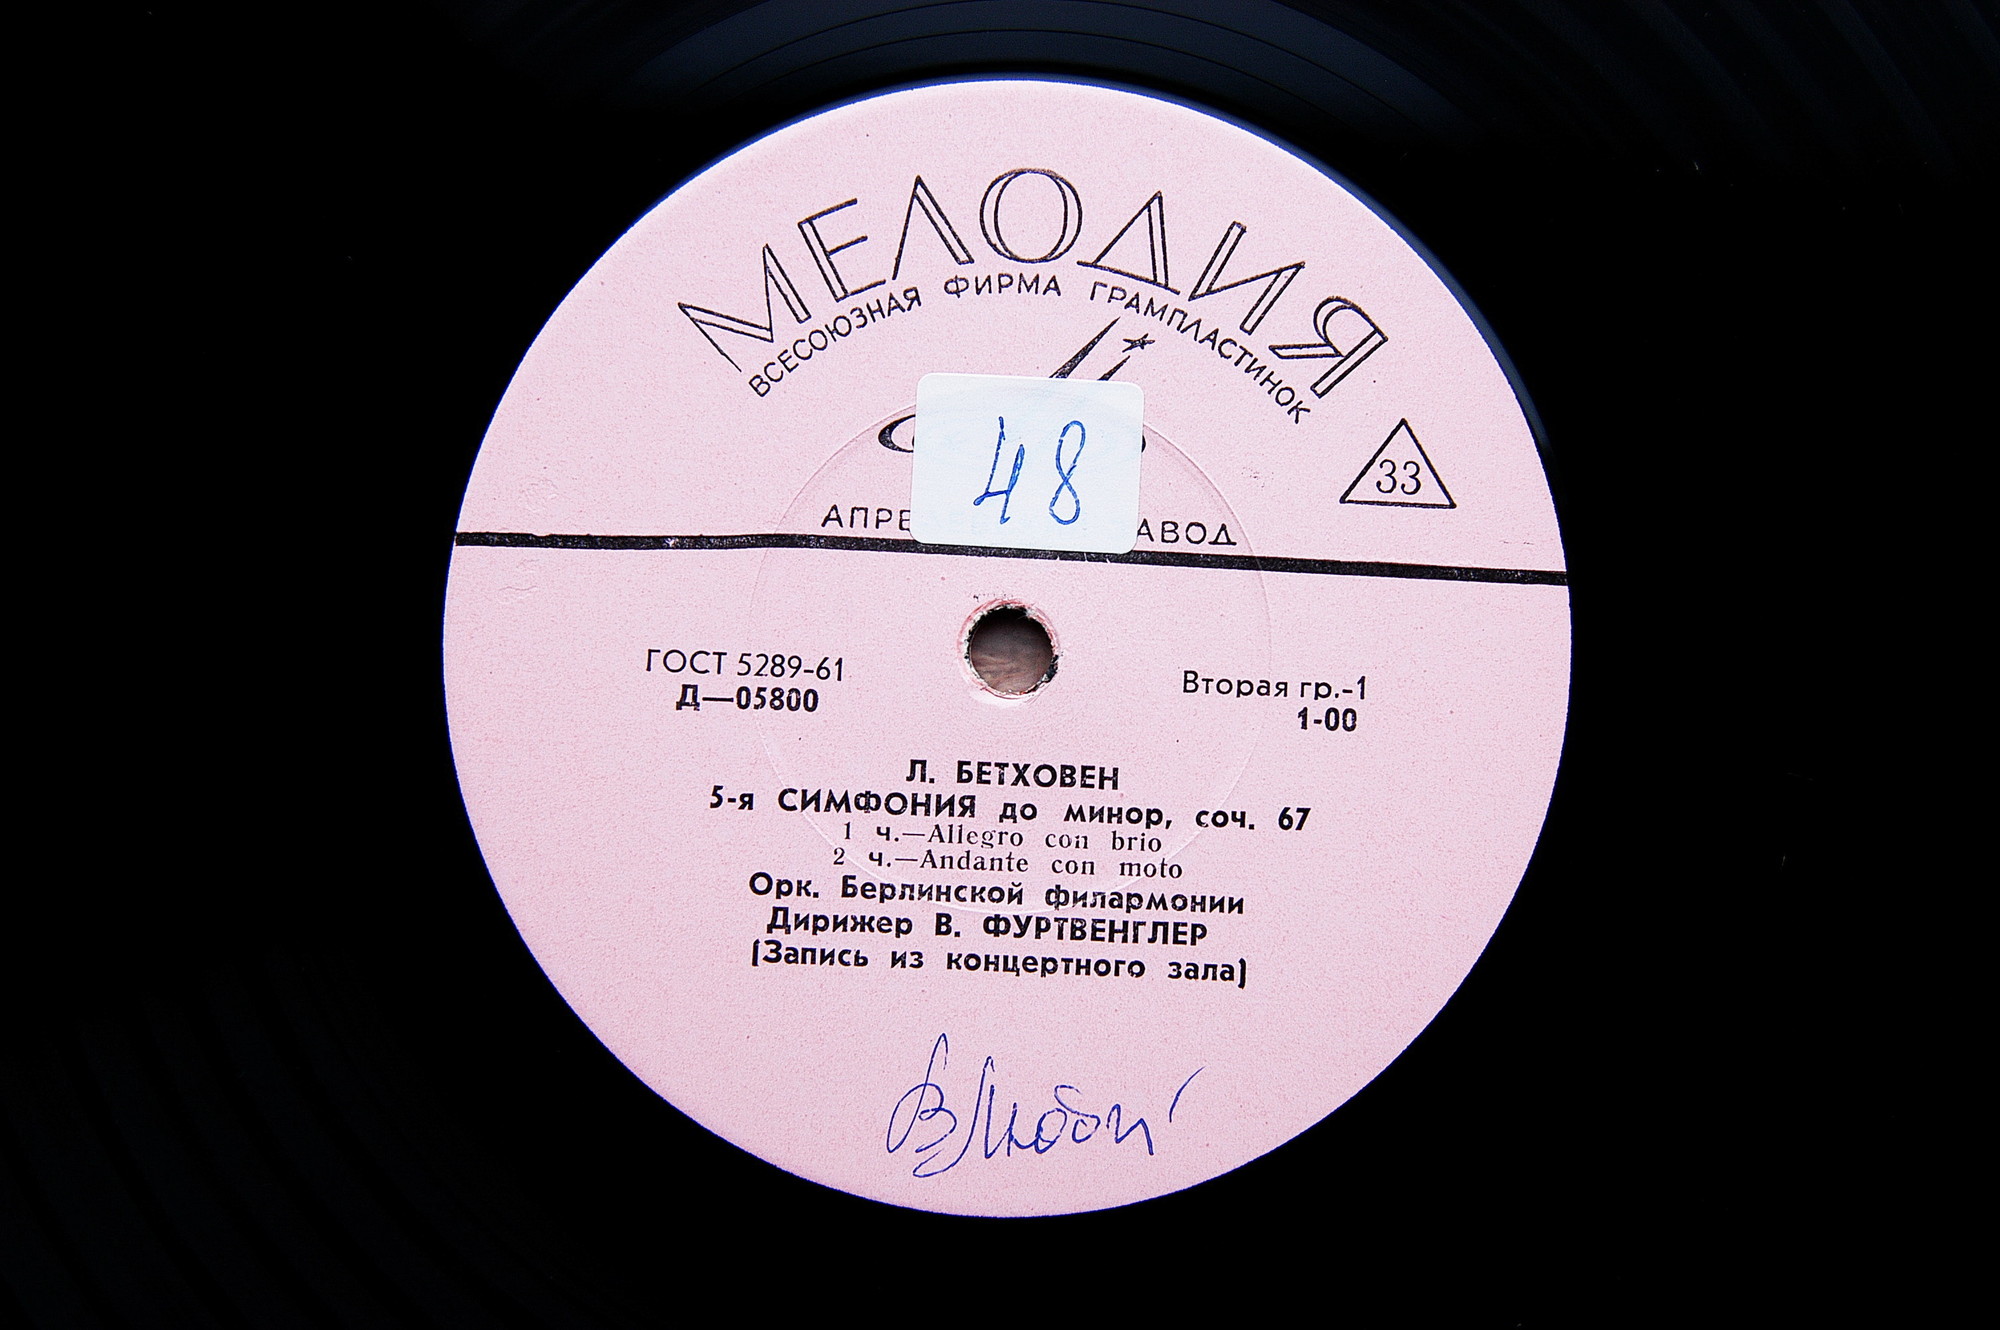 МЕЛОДИЯ
ВСЕСОЮЗНАЯ ФИРМА ГРАМПЛАСТИНОК
33
48
ГОСТ 5289-61
Д—05800
Вторая гр.-1
1-00
Л. БЕТХОВЕН
5-я СИМФОНИЯ до минор, соч. 67
1 ч.—Allegro con brio
2 ч.—Andante con moto
Орк. Берлинской филармонии
Дирижер В. ФУРТВЕНГЛЕР
(Запись из концертного зала)